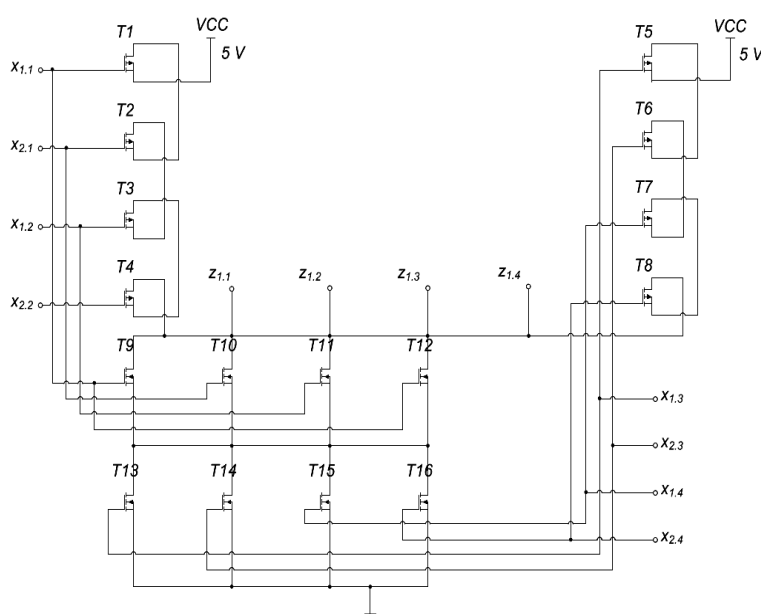 T1
VCC
5 V
x1.1
T2
x2.1
T3
x1.2
T4
x2.2
T5
VCC
5 V
T6
T7
T8
z1.1
z1.2
z1.3
z1.4
T9
T10
T11
T12
x1.3
x2.3
T13
T14
T15
T16
x1.4
x2.4